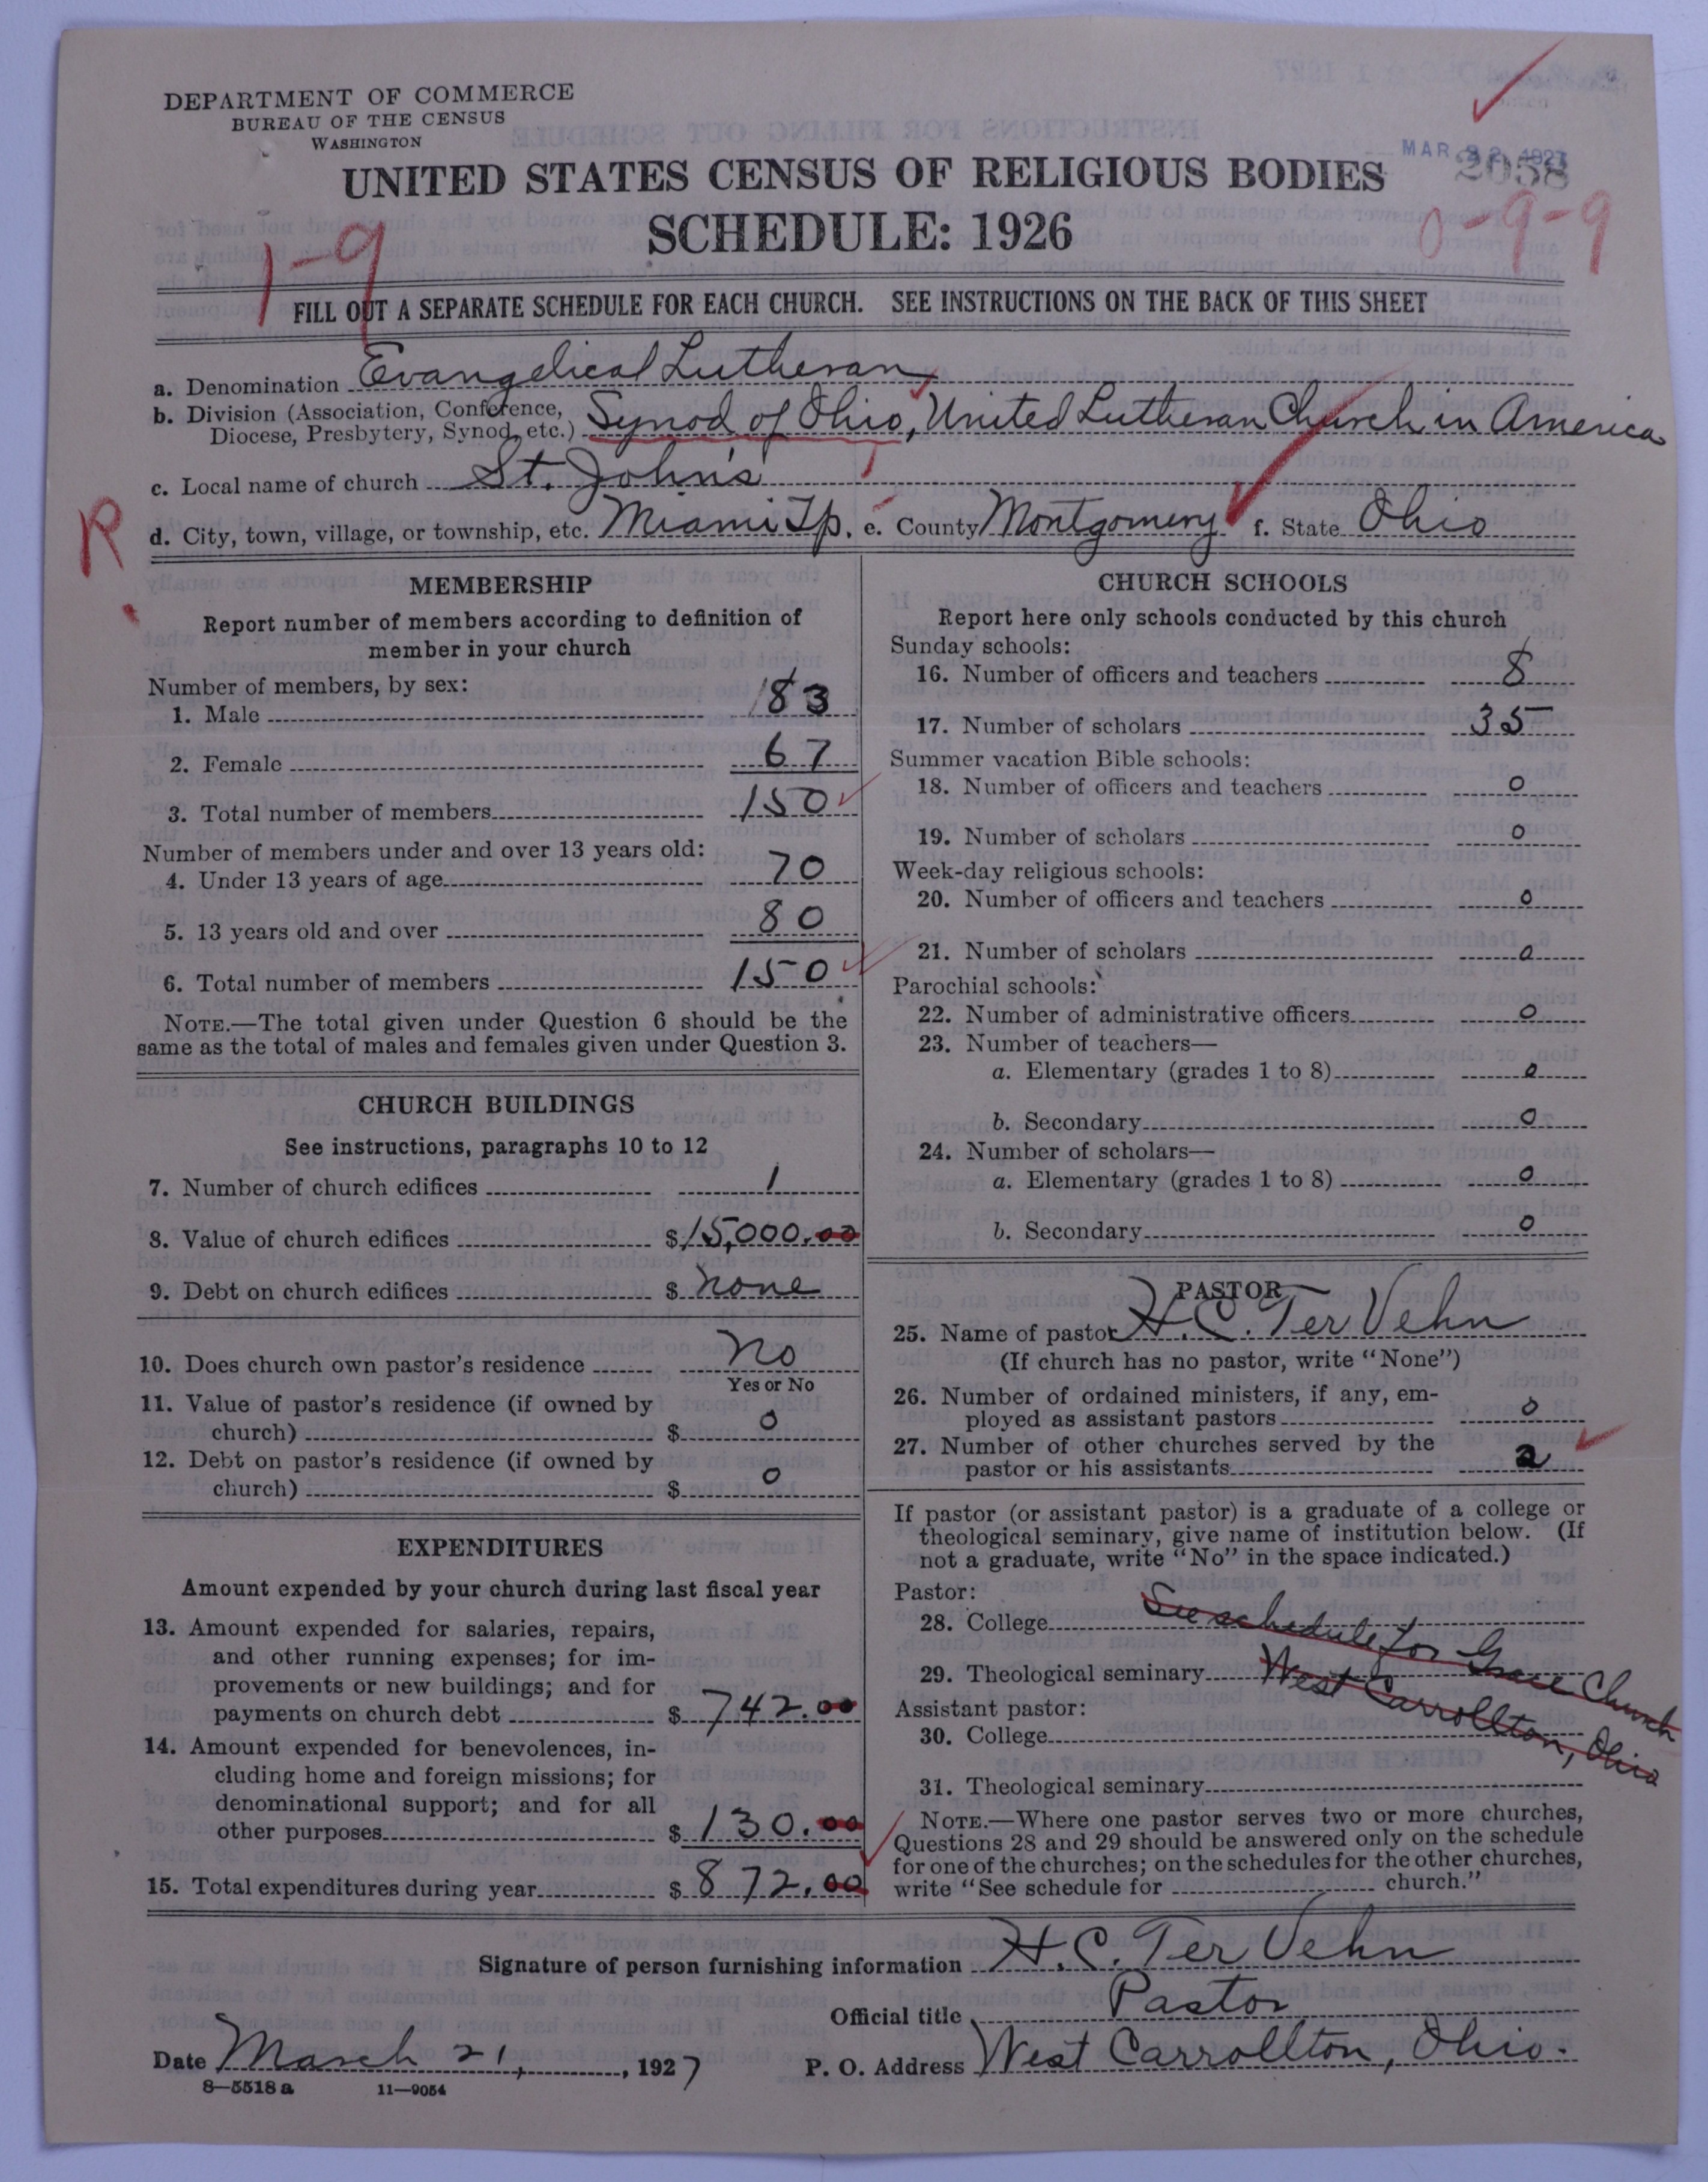 DEPARTMENT OF COMMERCE
BUREAU OF THE CENSUS
WASHINGTON
MAR 22 1927
2058
UNITED STATES CENSUS OF RELIGIOUS BODIES
SCHEDULE: 1926
1-9
0-9-9
FILL OUT A SEPARATE SCHEDULE FOR EACH CHURCH. SEE INSTRUCTIONS ON THE BACK OF THIS SHEET
a. Denomination Evangelical Lutheran
b. Division (Association, Conference, Diocese, Presbytery, Synod, etc.) Synod of Ohio, United Lutheran Church in America
c. Local name of church St. John's
R
d. City, town, village, or township, etc. Miami Tp. e. County Montgomery f. State Ohio
MEMBERSHIP
Report number of members according to definition of
member in your church
Number of members, by sex:
1. Male 83
2. Female 67
3. Total number of members 150
Number of members under and over 13 years old:
4. Under 13 years of age 70
5. 13 years old and over 80
6. Total number of members 150
NOTE.—The total given under Question 6 should be the
same as the total of males and females given under Question 3.
CHURCH BUILDINGS
See instructions, paragraphs 10 to 12
7. Number of church edifices 1
8. Value of church edifices $15,000.00
9. Debt on church edifices $ none
10. Does church own pastor's residence No
Yes or No
11. Value of pastor's residence (if owned by
church) $ 0
12. Debt on pastor's residence (if owned by
church) $ 0
EXPENDITURES
Amount expended by your church during last fiscal year
13. Amount expended for salaries, repairs,
and other running expenses; for im-
provements or new buildings; and for
payments on church debt $ 742.00
14. Amount expended for benevolences, in-
cluding home and foreign missions; for
denominational support; and for all
other purposes $ 130.00
15. Total expenditures during year $ 872.00
CHURCH SCHOOLS
Report here only schools conducted by this church
Sunday schools:
16. Number of officers and teachers 8
17. Number of scholars 35
Summer vacation Bible schools:
18. Number of officers and teachers 0
19. Number of scholars 0
Week-day religious schools:
20. Number of officers and teachers 0
21. Number of scholars 0
Parochial schools:
22. Number of administrative officers 0
23. Number of teachers—
a. Elementary (grades 1 to 8) 0
b. Secondary 0
24. Number of scholars—
a. Elementary (grades 1 to 8) 0
b. Secondary 0
PASTOR
25. Name of pastor H. C. Ter Vehn
(If church has no pastor, write "None")
26. Number of ordained ministers, if any, em-
ployed as assistant pastors 0
27. Number of other churches served by the
pastor or his assistants 2
If pastor (or assistant pastor) is a graduate of a college or
theological seminary, give name of institution below. (If
not a graduate, write "No" in the space indicated.)
Pastor:
28. College See schedule for Grace Church
29. Theological seminary West Carrollton, Ohio
Assistant pastor:
30. College
31. Theological seminary
NOTE.—Where one pastor serves two or more churches,
Questions 28 and 29 should be answered only on the schedule
for one of the churches; on the schedules for the other churches,
write "See schedule for church."
Signature of person furnishing information H. C. Ter Vehn
Official title Pastor
Date March 21, 1927 P. O. Address West Carrollton, Ohio.
8—5518 a 11—9054